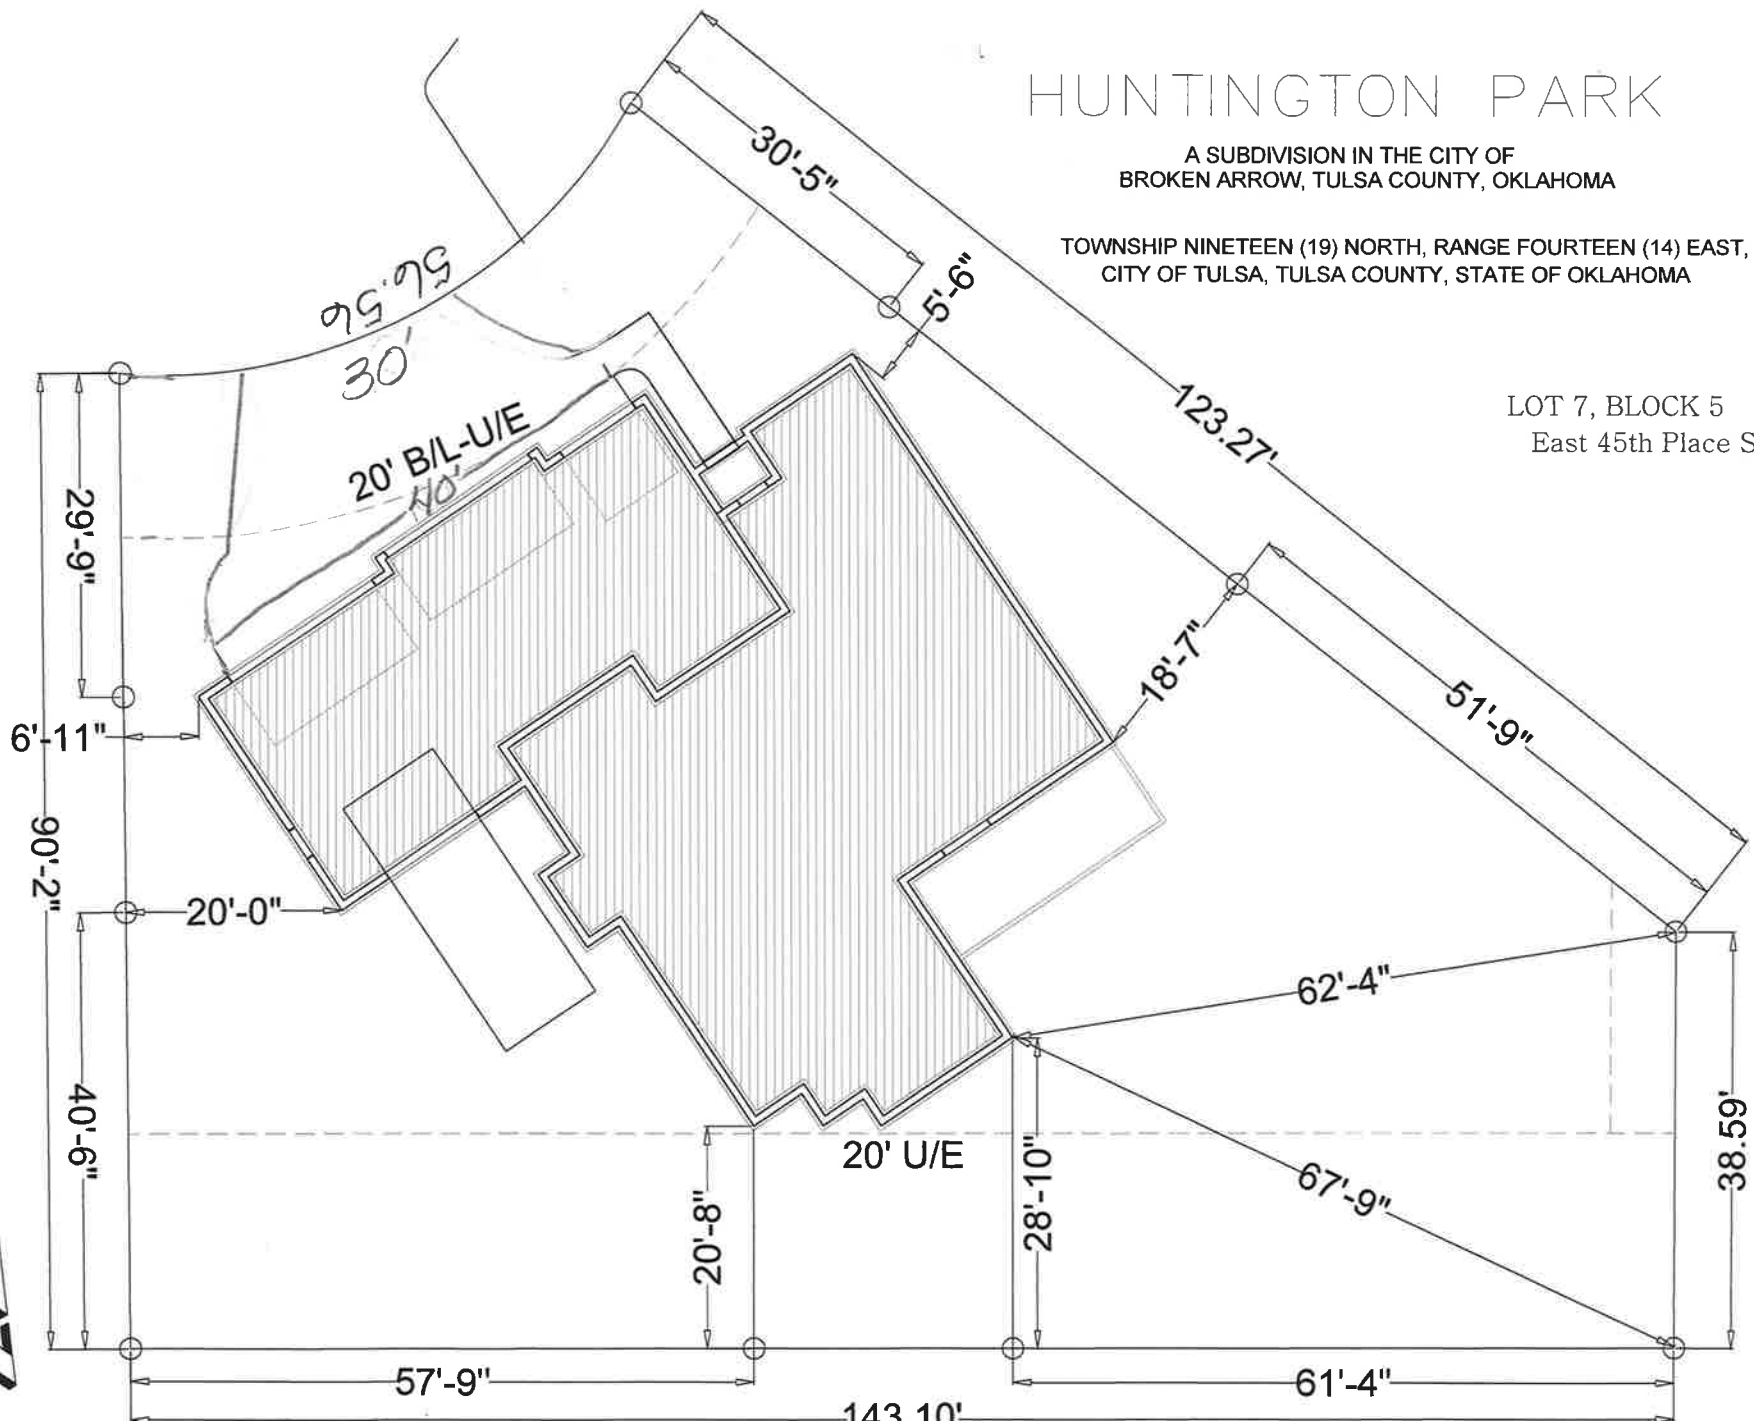 HUNTINGTON PARK
A SUBDIVISION IN THE CITY OF
BROKEN ARROW, TULSA COUNTY, OKLAHOMA
TOWNSHIP NINETEEN (19) NORTH, RANGE FOURTEEN (14) EAST,
CITY OF TULSA, TULSA COUNTY, STATE OF OKLAHOMA
LOT 7, BLOCK 5
East 45th Place S
30'-5"
5'-6"
123.27'
56.56
30'
20' B/L-U/E
40'
29'-9"
6'-11"
90'-2"
20'-0"
40'-6"
18'-7"
51'-9"
62'-4"
67'-9"
38.59'
20' U/E
20'-8"
28'-10"
57'-9"
61'-4"
143.10'